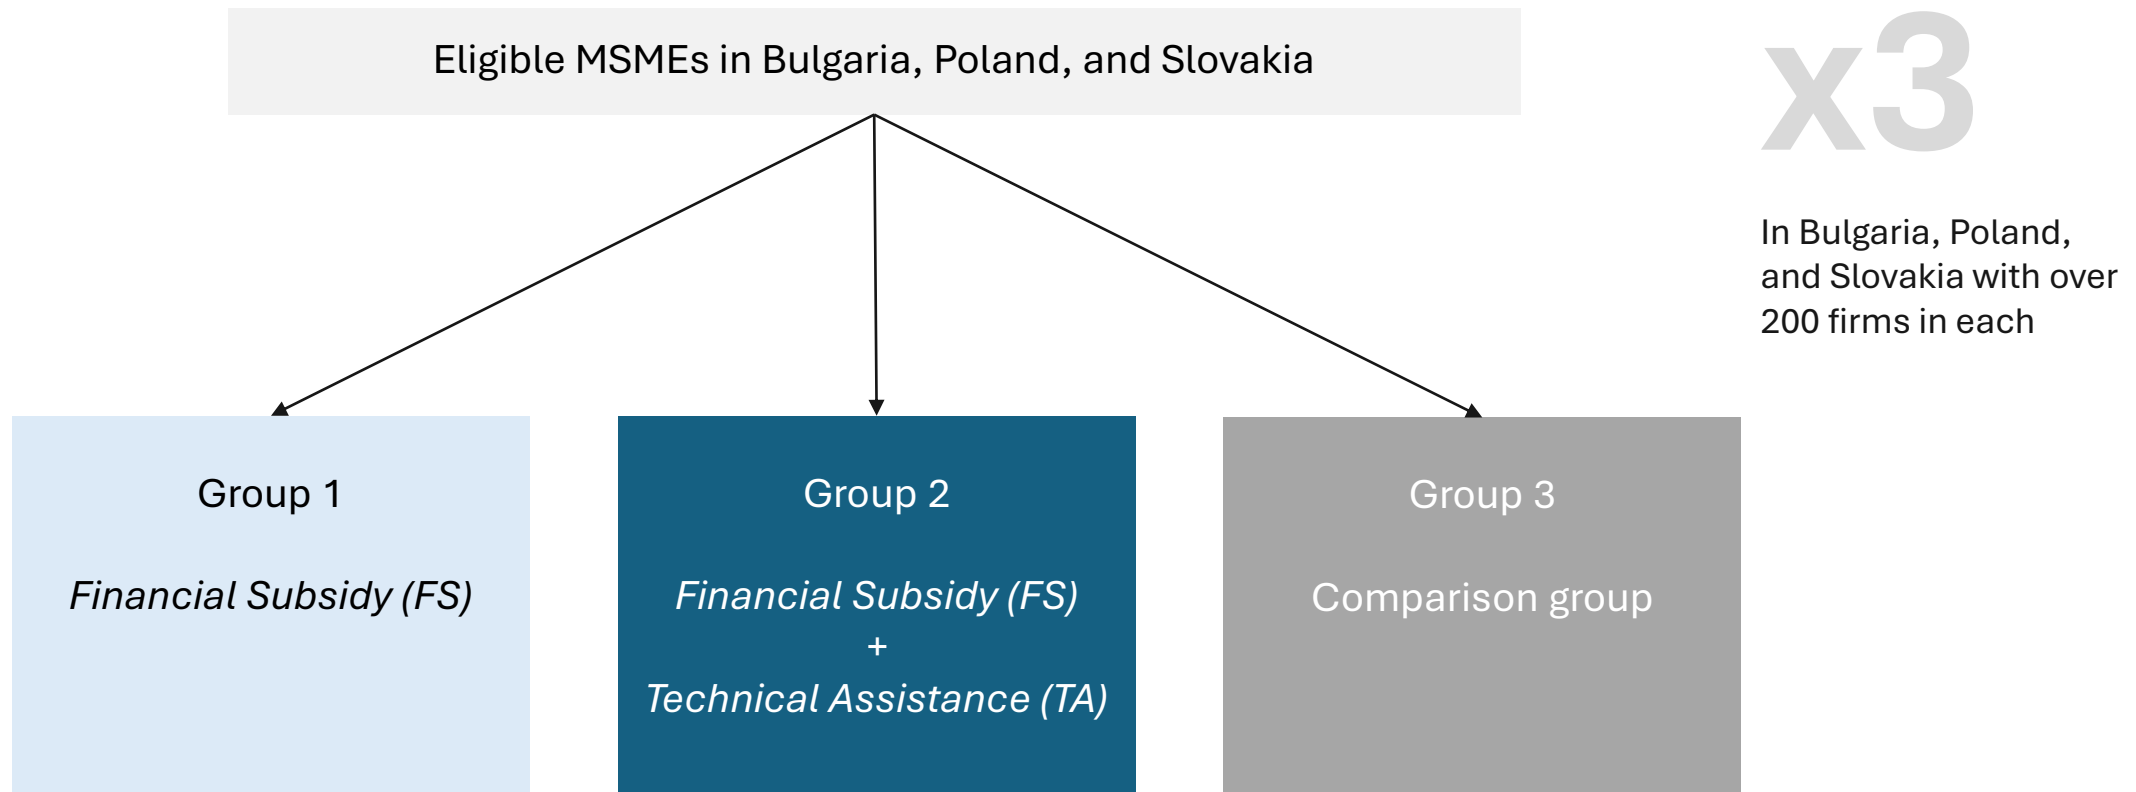 Eligible MSMEs in Bulgaria, Poland, and Slovakia
x3
In Bulgaria, Poland,
and Slovakia with over
200 firms in each
Group 1
Financial Subsidy (FS)
Group 2
Financial Subsidy (FS)
+
Technical Assistance (TA)
Group 3
Comparison group